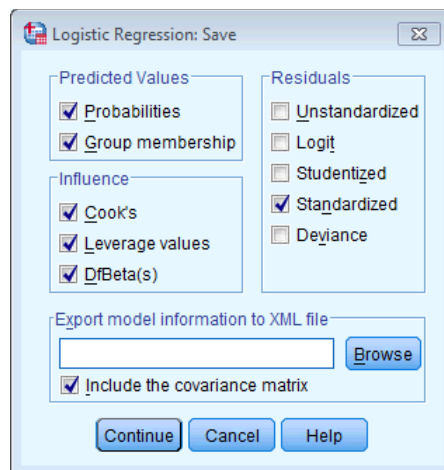 Logistic Regression: Save
Predicted Values
Probabilities
Group membership
Influence
Cook's
Leverage values
DfBeta(s)
Residuals
Unstandardized
Logit
Studentized
Standardized
Deviance
Export model information to XML file
Browse
Include the covariance matrix
Continue Cancel Help